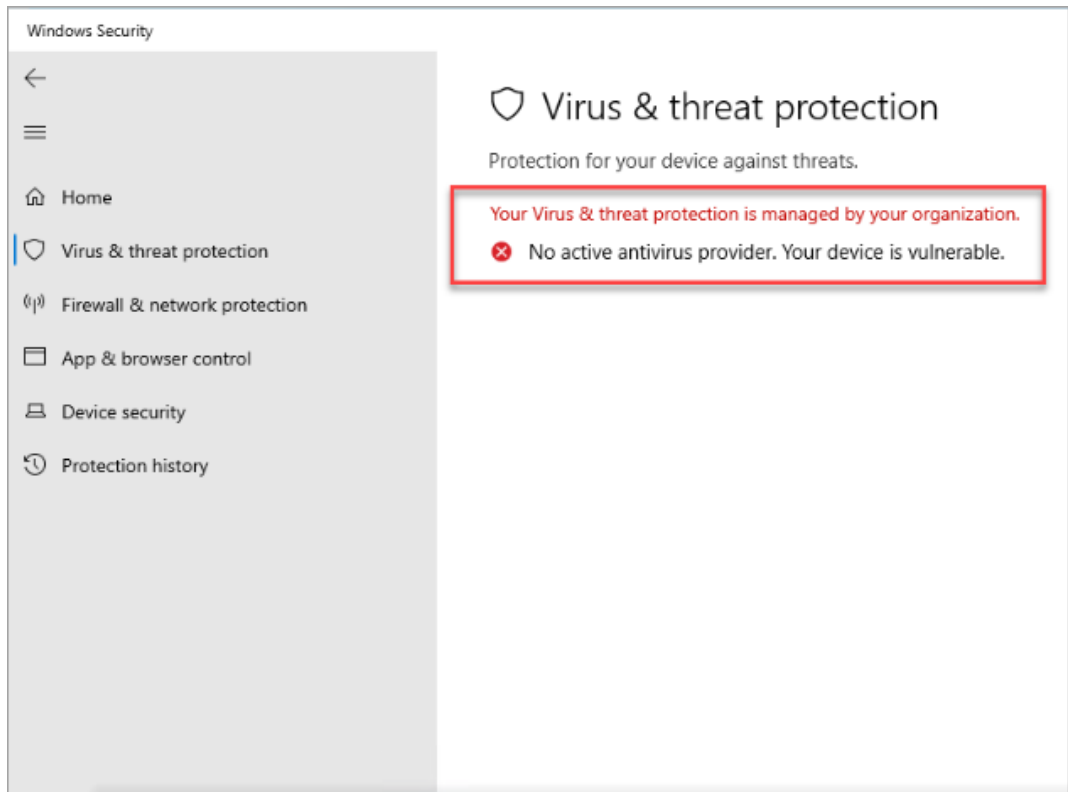 Windows Security
Home
Virus & threat protection
Firewall & network protection
App & browser control
Device security
Protection history
Virus & threat protection
Protection for your device against threats.
Your Virus & threat protection is managed by your organization.
No active antivirus provider. Your device is vulnerable.